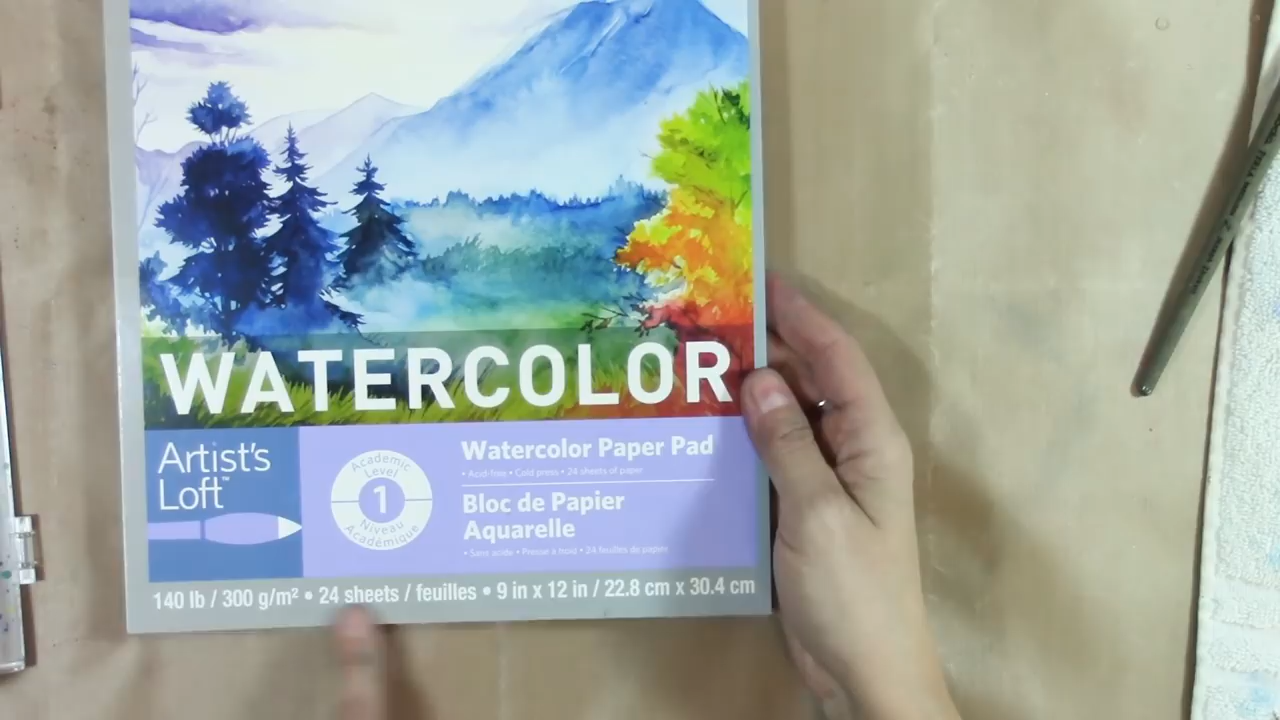 WATERCOLOR
Artist's
Loft™
Academic
Level
1
Niveau
Académique
Watercolor Paper Pad
• Acid-free • Cold press • 24 sheets of paper
Bloc de Papier
Aquarelle
• Sans acide • Presse à froid • 24 feuilles de papier
140 lb / 300 g/m² • 24 sheets / feuilles • 9 in x 12 in / 22.8 cm x 30.4 cm